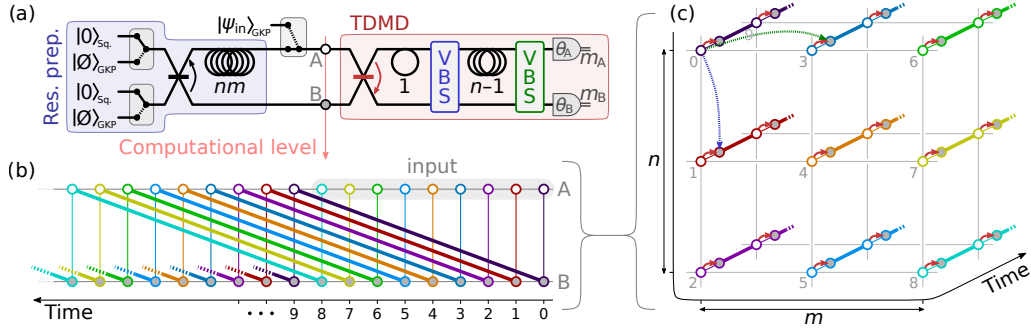 (a)
Res. prep.
|0⟩Sq.
|Ø⟩GKP
|0⟩Sq.
|Ø⟩GKP
nm
|ψin⟩GKP
A
B
TDMD
1
VBS
n–1
VBS
θA
mA
θB
mB
Computational level
(b)
input
A
B
Time
••• 9 8 7 6 5 4 3 2 1 0
(c)
n
0 3 6
9
1 4 7
2 5 8
m
Time